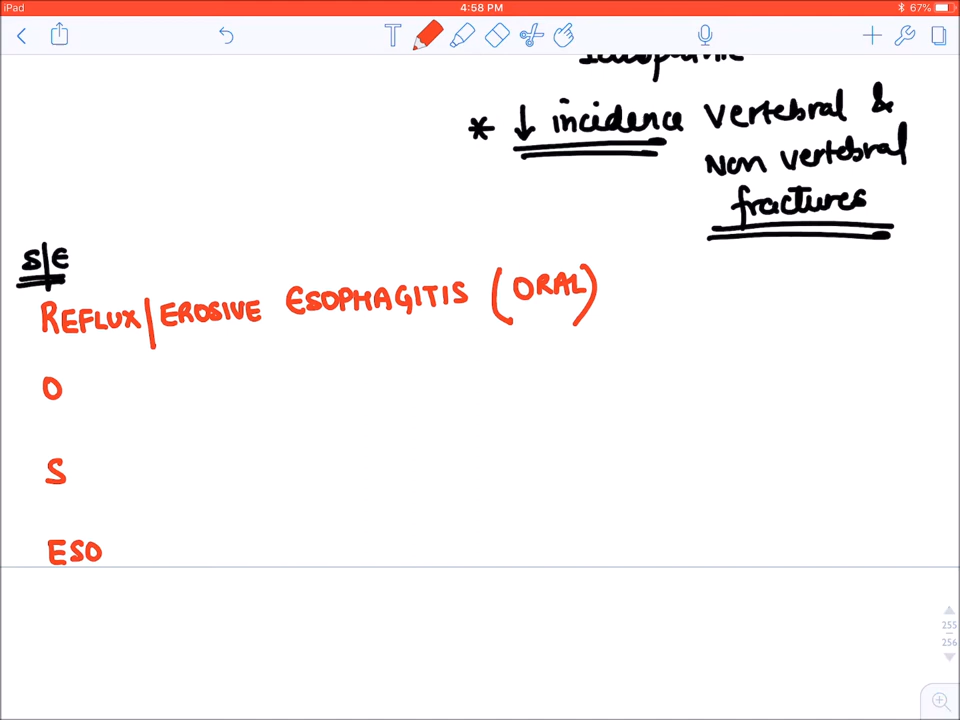 iPad 4:58 PM 67%
T
* ↓ incidence vertebral &
Non vertebral
fractures
S|E
REFLUX/EROSIVE ESOPHAGITIS (ORAL)
O
S
ESO
255
256